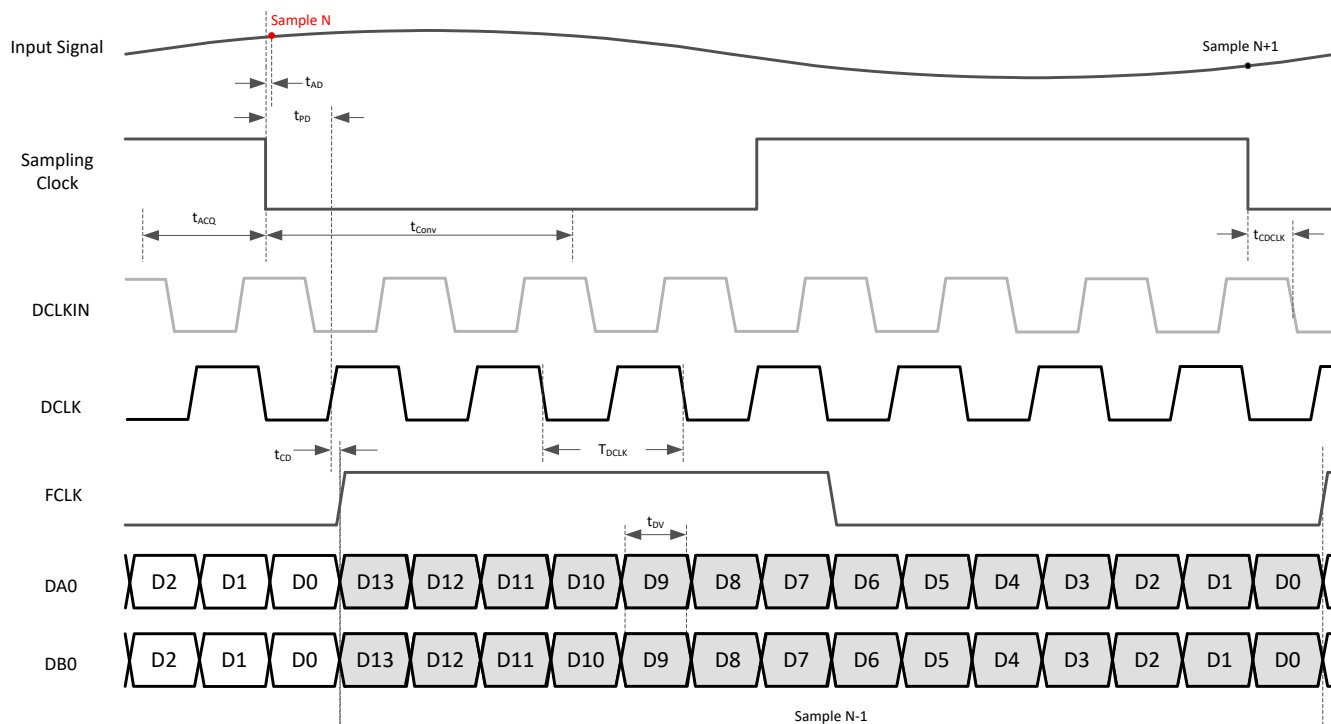 Sample N
Input Signal
Sample N+1
tAD
tPD
Sampling
Clock
tACQ
tConv
tCDCLK
DCLKIN
DCLK
tCD
TDCLK
FCLK
tDV
DA0 D2 D1 D0 D13 D12 D11 D10 D9 D8 D7 D6 D5 D4 D3 D2 D1 D0
DB0 D2 D1 D0 D13 D12 D11 D10 D9 D8 D7 D6 D5 D4 D3 D2 D1 D0
Sample N-1